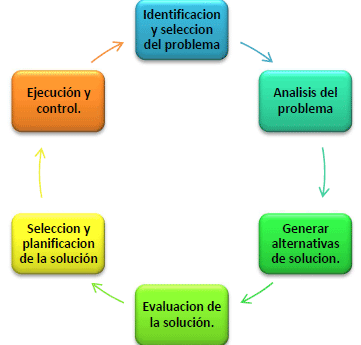 Identificacion
y seleccion
del problema
Analisis del
problema
Generar
alternativas
de solucion.
Evaluacion de
la solución.
Seleccion y
planificacion
de la solución
Ejecución y
control.